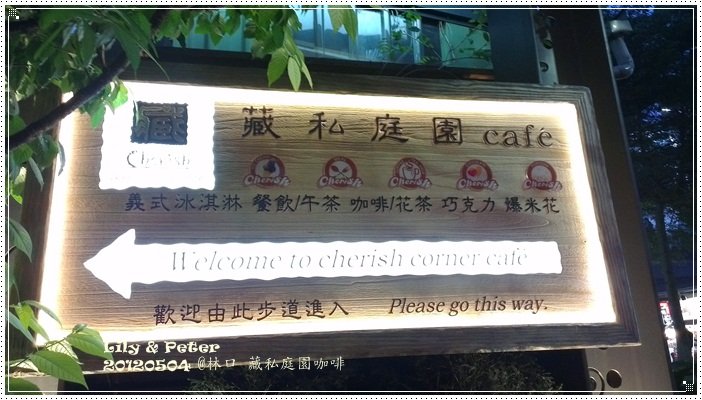 藏
Cherish
藏私庭園 café
Cherish Cherish Cherish Cherish
義式冰淇淋 餐飲/午茶 咖啡/花茶 巧克力 爆米花
Welcome to cherish corner café
歡迎由此步道進入 Please go this way.
Lily & Peter
20120504 @林口 藏私庭園咖啡